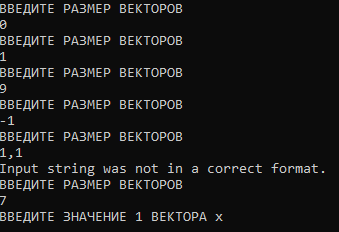 ВВЕДИТЕ РАЗМЕР ВЕКТОРОВ
0
ВВЕДИТЕ РАЗМЕР ВЕКТОРОВ
1
ВВЕДИТЕ РАЗМЕР ВЕКТОРОВ
9
ВВЕДИТЕ РАЗМЕР ВЕКТОРОВ
-1
ВВЕДИТЕ РАЗМЕР ВЕКТОРОВ
1,1
Input string was not in a correct format.
ВВЕДИТЕ РАЗМЕР ВЕКТОРОВ
7
ВВЕДИТЕ ЗНАЧЕНИЕ 1 ВЕКТОРА x